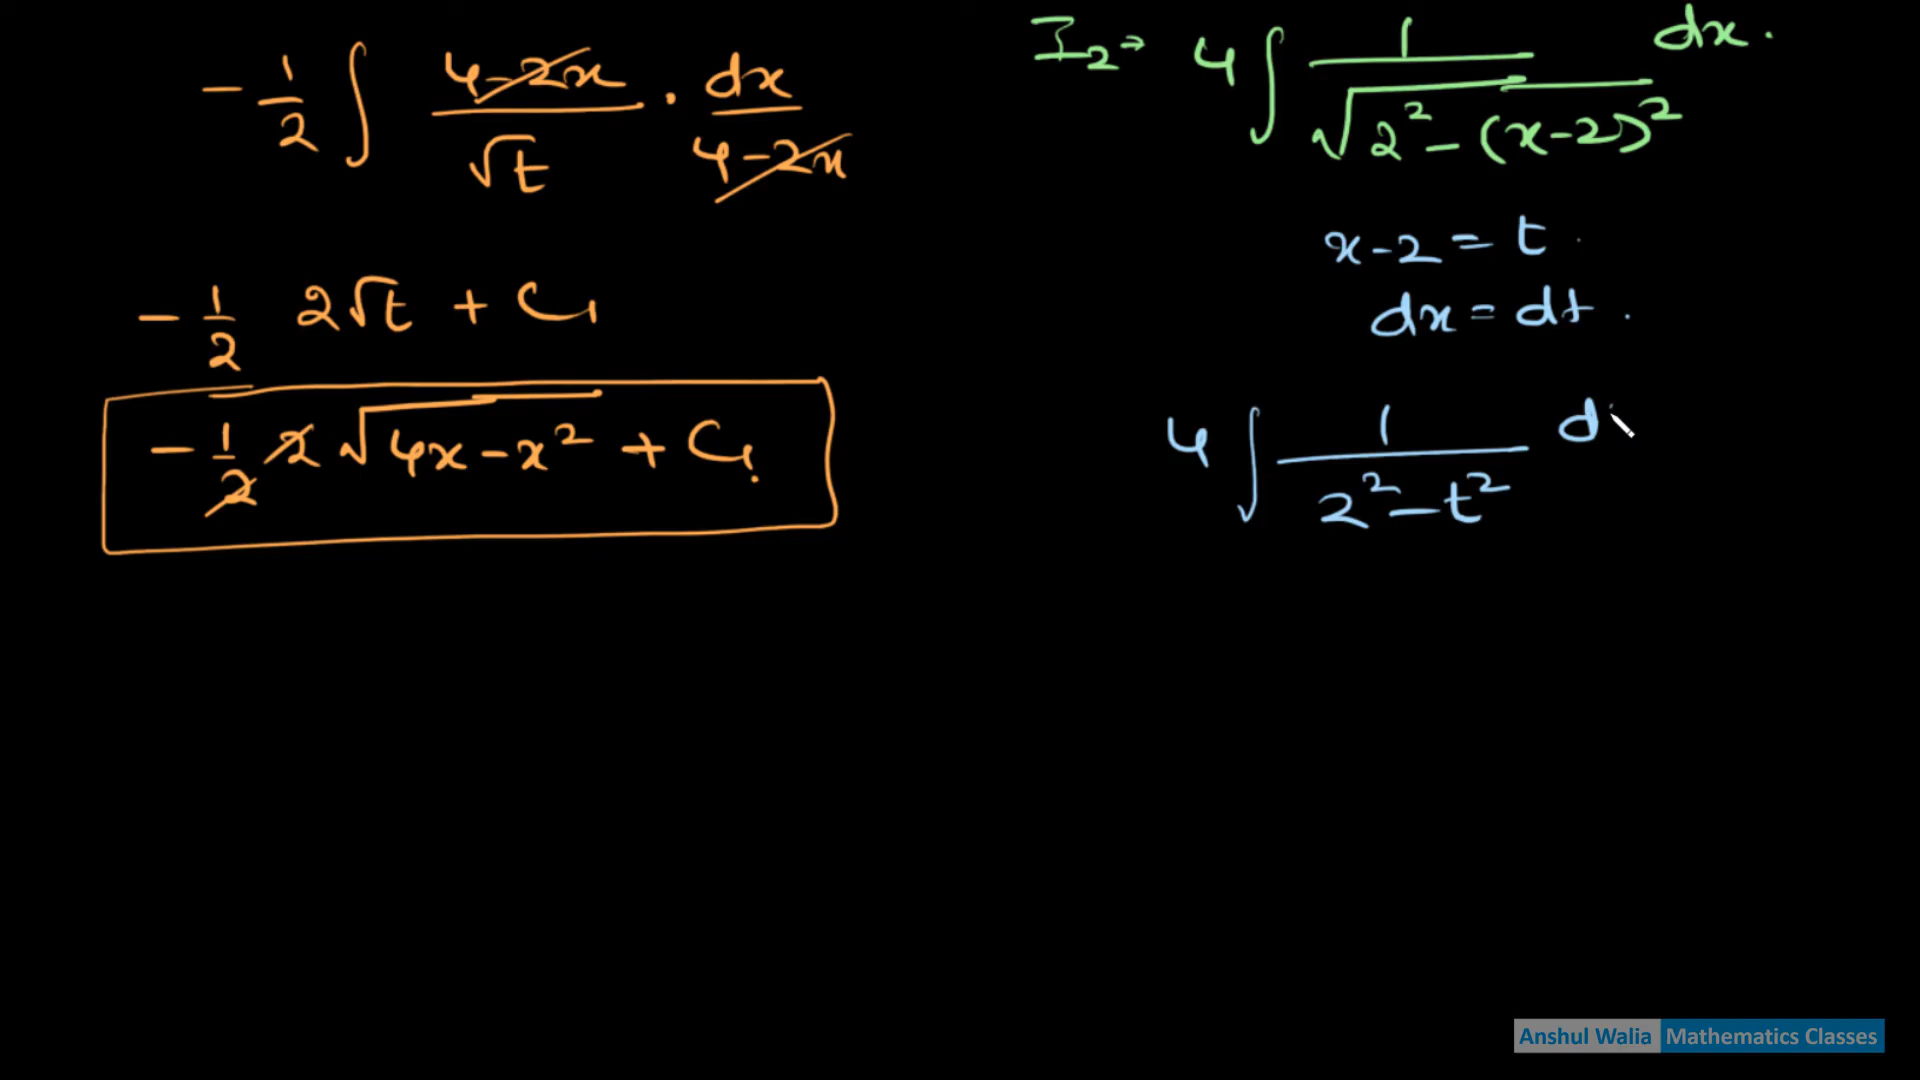 -1/2 ∫ (4-2x)/√t · dx/(4-2x)
-1/2 2√t + C₁
-1/2 2 √(4x-x²) + C₁.
I₂→ 4∫ 1/√(2²-(x-2)²) dx.
x-2 = t.
dx = dt.
4∫ 1/(2²-t²) d
Anshul Walia Mathematics Classes